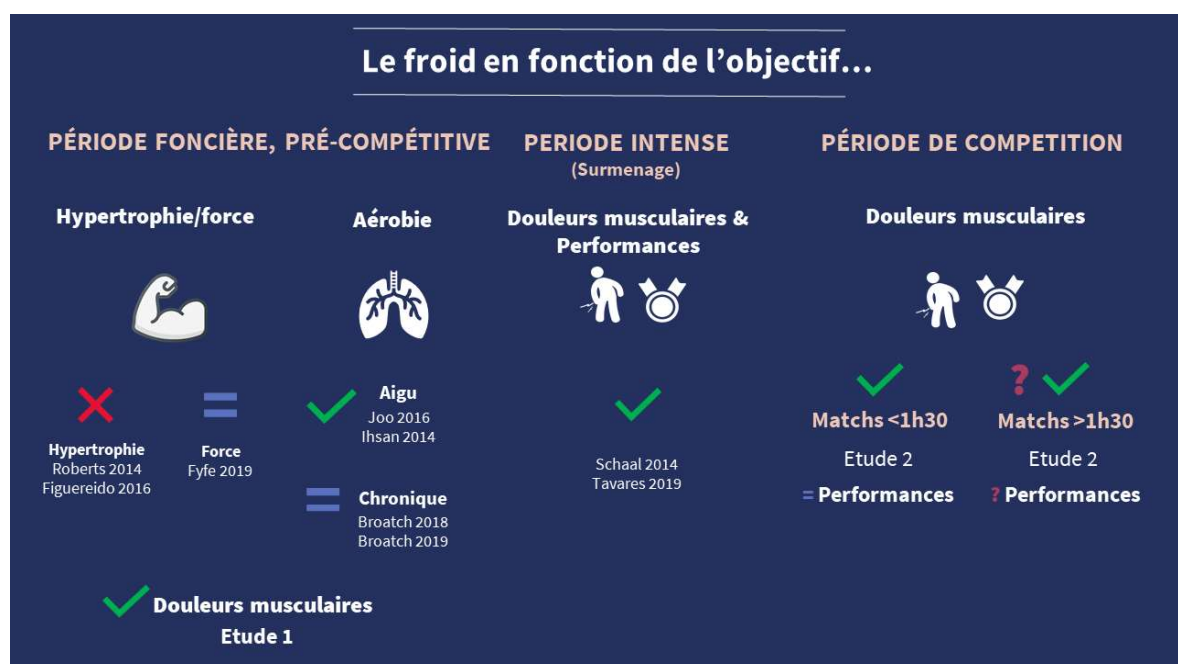 Le froid en fonction de l'objectif…
PÉRIODE FONCIÈRE, PRÉ-COMPÉTITIVE
Hypertrophie/force
Aérobie
Hypertrophie
Roberts 2014
Figuereido 2016
=
Force
Fyfe 2019
Aigu
Joo 2016
Ihsan 2014
=
Chronique
Broatch 2018
Broatch 2019
Douleurs musculaires
Etude 1
PERIODE INTENSE
(Surmenage)
Douleurs musculaires &
Performances
Schaal 2014
Tavares 2019
PÉRIODE DE COMPETITION
Douleurs musculaires
Matchs <1h30
Etude 2
= Performances
?
Matchs >1h30
Etude 2
? Performances